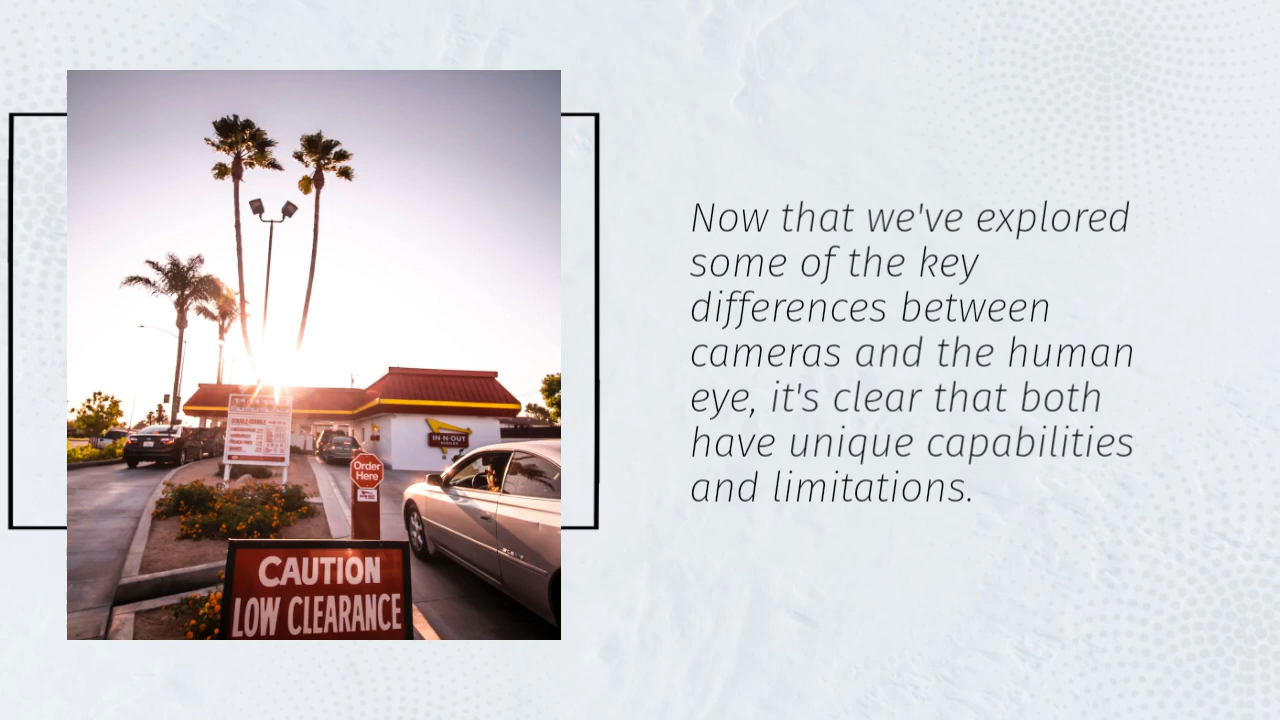 Now that we've explored
some of the key
differences between
cameras and the human
eye, it's clear that both
have unique capabilities
and limitations.
IN-N-OUT
Order
Here
CAUTION
LOW CLEARANCE